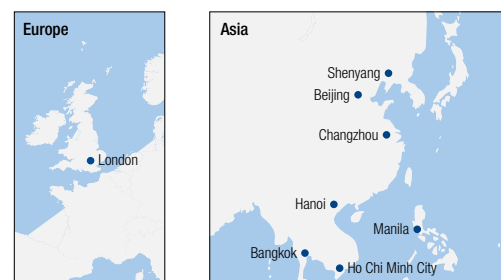 Europe
London
Asia
Shenyang
Beijing
Changzhou
Hanoi
Manila
Bangkok
Ho Chi Minh City